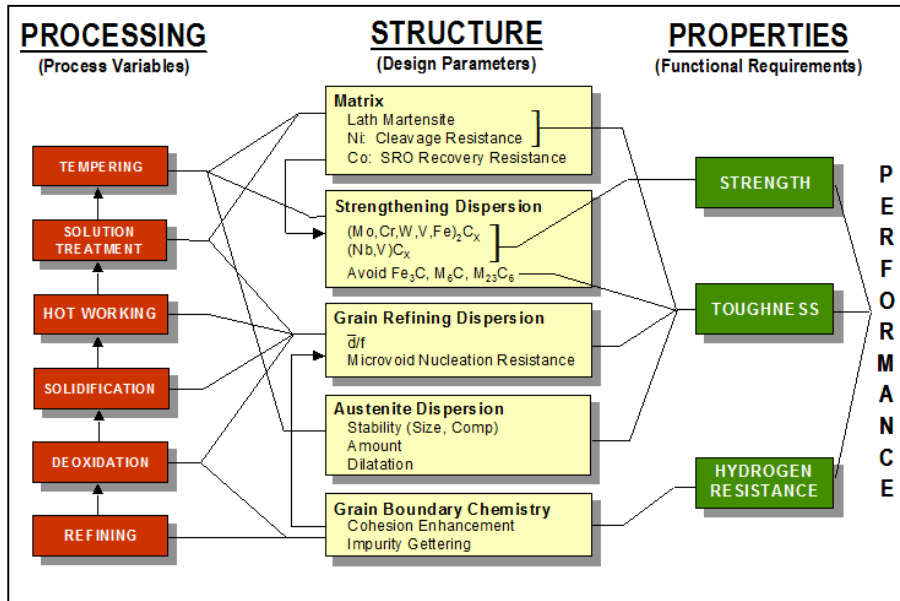 PROCESSING
(Process Variables)
STRUCTURE
(Design Parameters)
PROPERTIES
(Functional Requirements)
TEMPERING
SOLUTION
TREATMENT
HOT WORKING
SOLIDIFICATION
DEOXIDATION
REFINING
Matrix
Lath Martensite
Ni: Cleavage Resistance
Co: SRO Recovery Resistance
Strengthening Dispersion
(Mo,Cr,W,V,Fe)₂Cₓ
(Nb,V)Cₓ
Avoid Fe₃C, M₆C, M₂₃C₆
Grain Refining Dispersion
d̅/f
Microvoid Nucleation Resistance
Austenite Dispersion
Stability (Size, Comp)
Amount
Dilatation
Grain Boundary Chemistry
Cohesion Enhancement
Impurity Gettering
STRENGTH
TOUGHNESS
HYDROGEN
RESISTANCE
PERFORMANCE